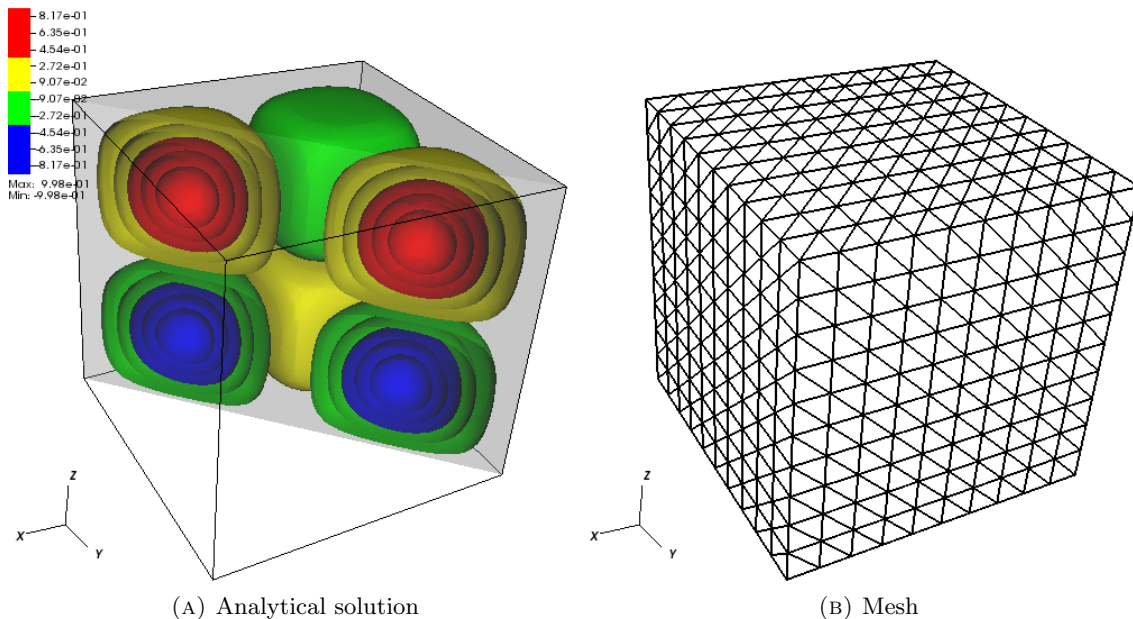 8.17e-01
6.35e-01
4.54e-01
2.72e-01
9.07e-02
-9.07e-02
-2.72e-01
-4.54e-01
-6.35e-01
-8.17e-01
Max: 9.98e-01
Min: -9.98e-01
Z
X
Y
Z
X
Y
(A) Analytical solution
(B) Mesh